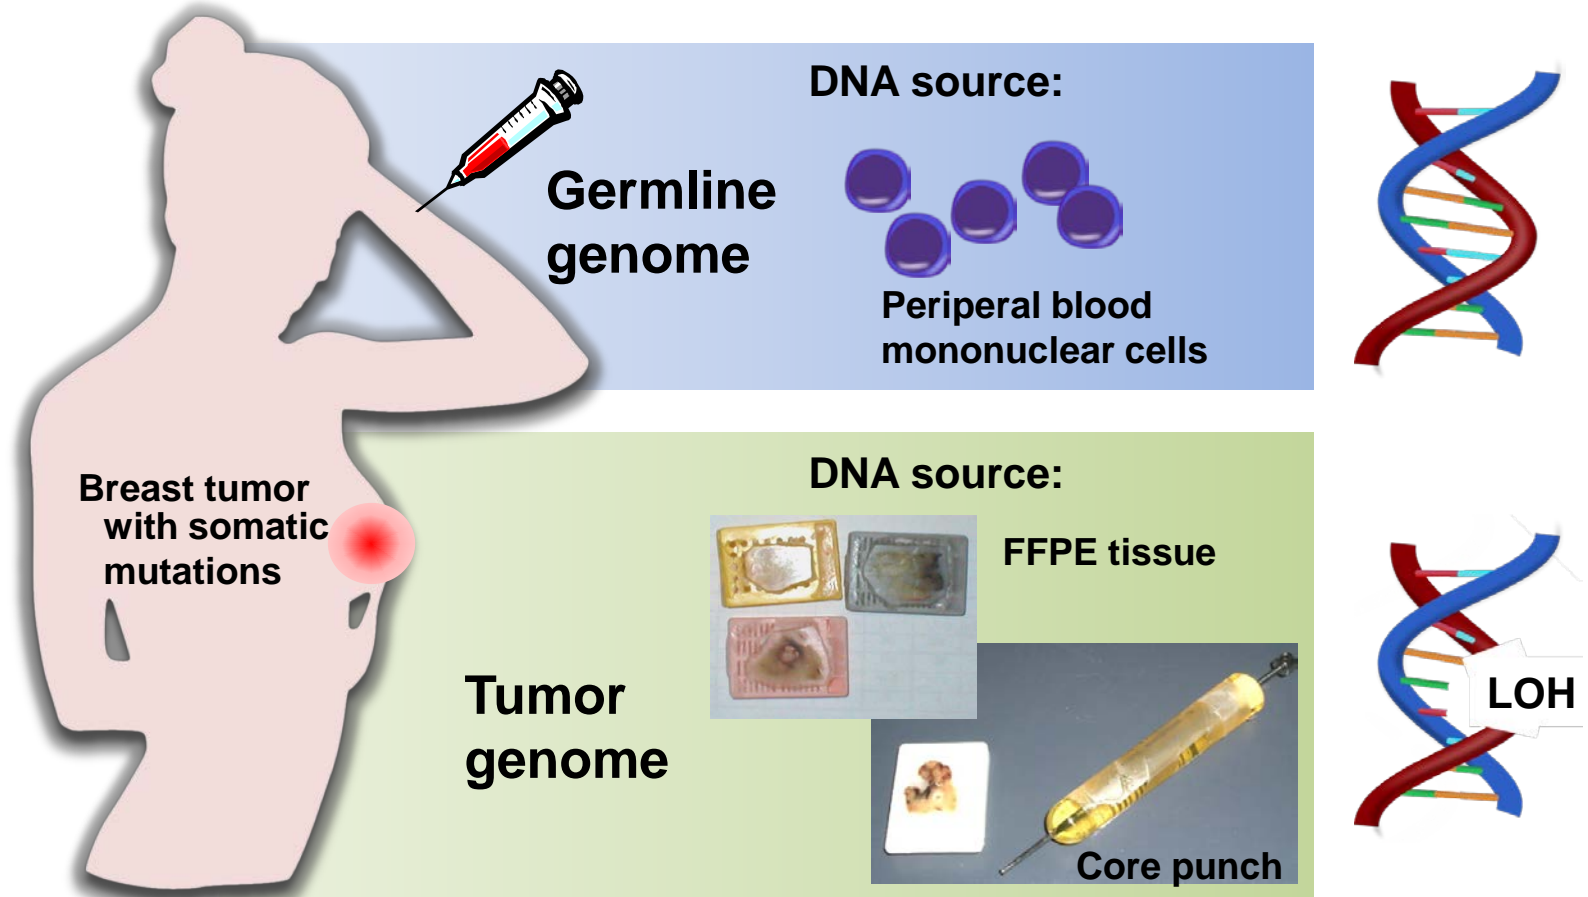 DNA source:
Germline
genome
Periperal blood
mononuclear cells
Breast tumor
with somatic
mutations
DNA source:
FFPE tissue
Tumor
genome
LOH
Core punch